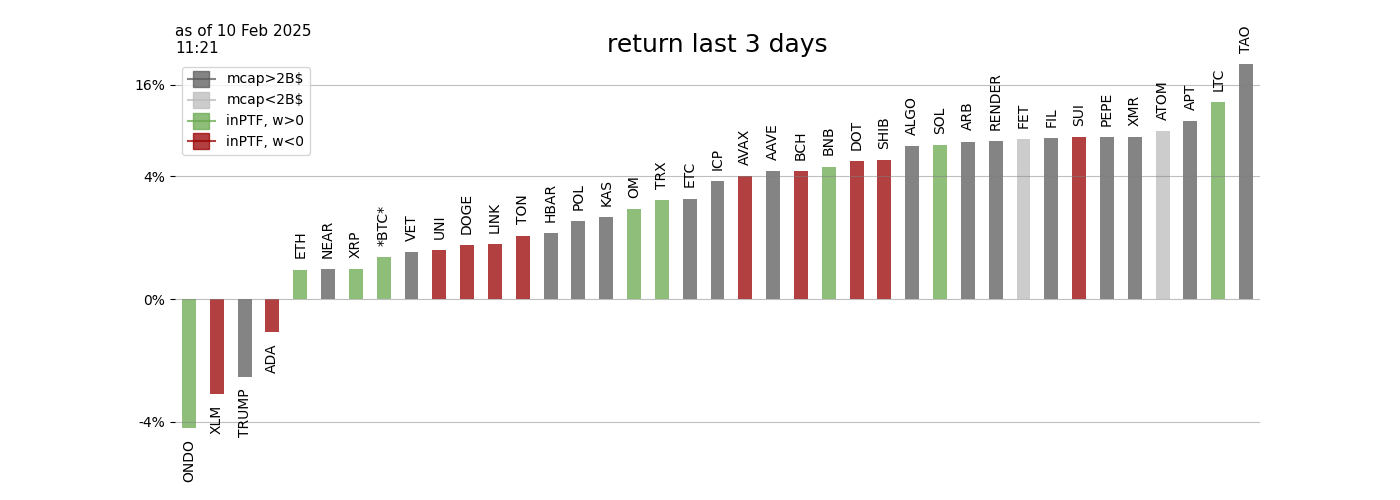 as of 10 Feb 2025
11:21
return last 3 days
mcap>2B$
mcap<2B$
inPTF, w>0
inPTF, w<0
16%
4%
0%
-4%
ONDO
XLM
TRUMP
ADA
ETH
NEAR
XRP
*BTC*
VET
UNI
DOGE
LINK
TON
HBAR
POL
KAS
OM
TRX
ETC
ICP
AVAX
AAVE
BCH
BNB
DOT
SHIB
ALGO
SOL
ARB
RENDER
FET
FIL
SUI
PEPE
XMR
ATOM
APT
LTC
TAO